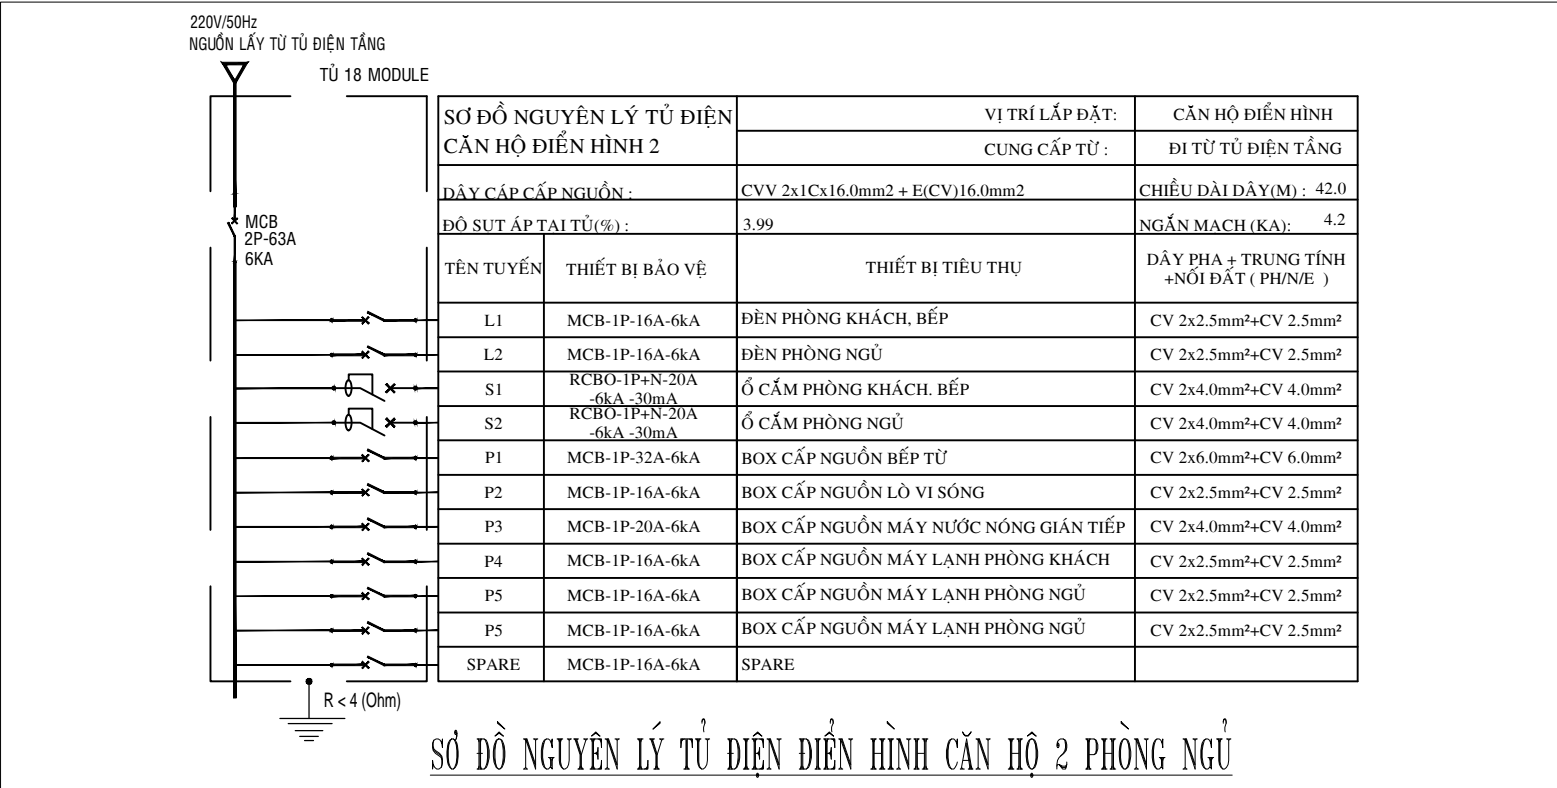 220V/50Hz
NGUỒN LẤY TỪ TỦ ĐIỆN TẦNG
TỦ 18 MODULE
MCB
2P-63A
6KA
R < 4 (Ohm)
SƠ ĐỒ NGUYÊN LÝ TỦ ĐIỆN
CĂN HỘ ĐIỂN HÌNH 2
VỊ TRÍ LẮP ĐẶT: CĂN HỘ ĐIỂN HÌNH
CUNG CẤP TỪ : ĐI TỪ TỦ ĐIỆN TẦNG
DÂY CÁP CẤP NGUỒN : CVV 2x1Cx16.0mm2 + E(CV)16.0mm2 CHIỀU DÀI DÂY(M) : 42.0
ĐỘ SỤT ÁP TẠI TỦ(%) : 3.99 NGẮN MẠCH (KA): 4.2
TÊN TUYẾN THIẾT BỊ BẢO VỆ THIẾT BỊ TIÊU THỤ DÂY PHA + TRUNG TÍNH
+NỐI ĐẤT ( PH/N/E )
L1 MCB-1P-16A-6kA ĐÈN PHÒNG KHÁCH, BẾP CV 2x2.5mm²+CV 2.5mm²
L2 MCB-1P-16A-6kA ĐÈN PHÒNG NGỦ CV 2x2.5mm²+CV 2.5mm²
S1 RCBO-1P+N-20A
-6kA -30mA Ổ CẮM PHÒNG KHÁCH. BẾP CV 2x4.0mm²+CV 4.0mm²
S2 RCBO-1P+N-20A
-6kA -30mA Ổ CẮM PHÒNG NGỦ CV 2x4.0mm²+CV 4.0mm²
P1 MCB-1P-32A-6kA BOX CẤP NGUỒN BẾP TỪ CV 2x6.0mm²+CV 6.0mm²
P2 MCB-1P-16A-6kA BOX CẤP NGUỒN LÒ VI SÓNG CV 2x2.5mm²+CV 2.5mm²
P3 MCB-1P-20A-6kA BOX CẤP NGUỒN MÁY NƯỚC NÓNG GIÁN TIẾP CV 2x4.0mm²+CV 4.0mm²
P4 MCB-1P-16A-6kA BOX CẤP NGUỒN MÁY LẠNH PHÒNG KHÁCH CV 2x2.5mm²+CV 2.5mm²
P5 MCB-1P-16A-6kA BOX CẤP NGUỒN MÁY LẠNH PHÒNG NGỦ CV 2x2.5mm²+CV 2.5mm²
P5 MCB-1P-16A-6kA BOX CẤP NGUỒN MÁY LẠNH PHÒNG NGỦ CV 2x2.5mm²+CV 2.5mm²
SPARE MCB-1P-16A-6kA SPARE
SƠ ĐỒ NGUYÊN LÝ TỦ ĐIỆN ĐIỂN HÌNH CĂN HỘ 2 PHÒNG NGỦ